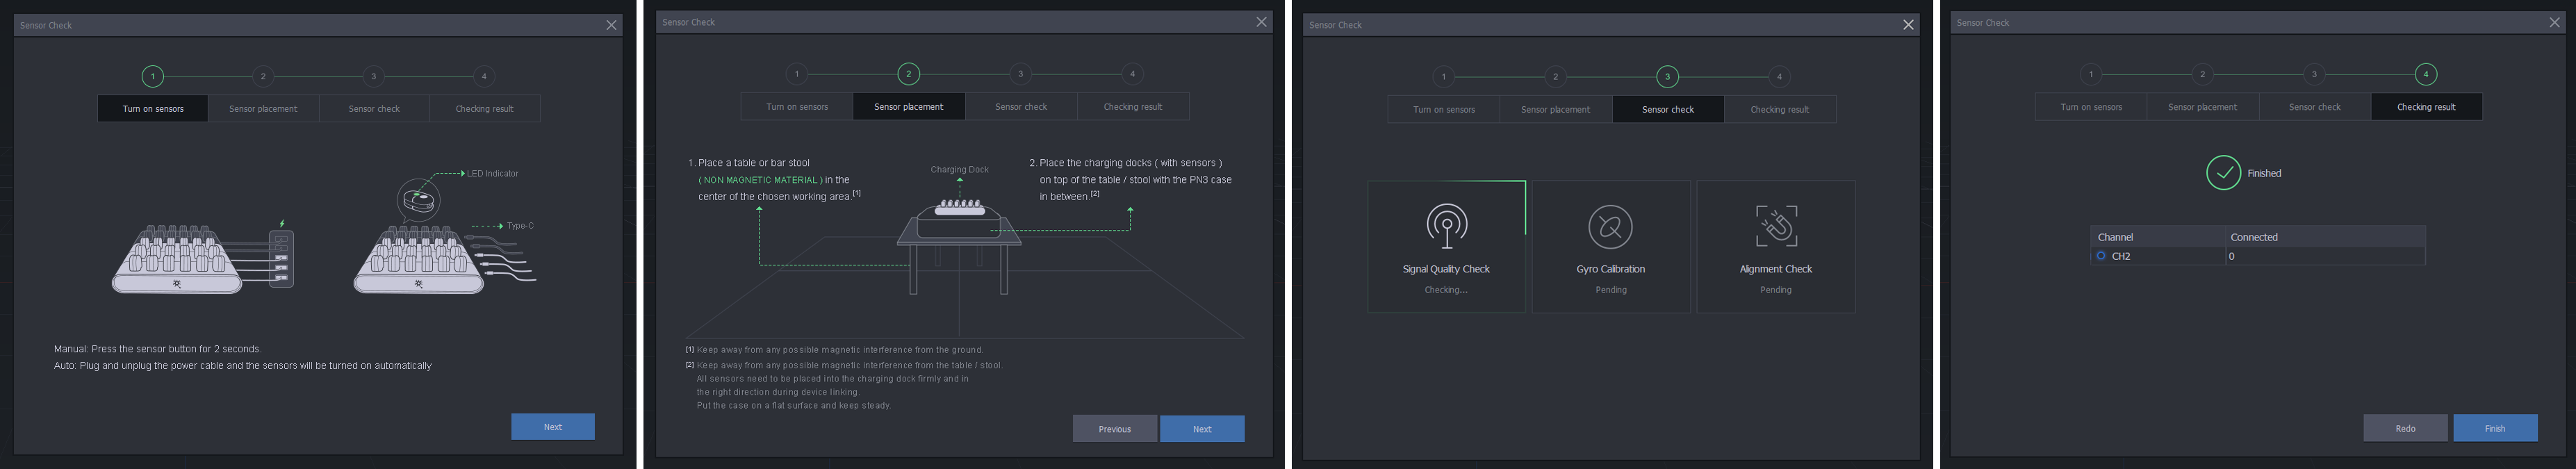 Sensor Check
1
2
3
4
Turn on sensors
Sensor placement
Sensor check
Checking result
LED Indicator
Type-C
Manual: Press the sensor button for 2 seconds.
Auto: Plug and unplug the power cable and the sensors will be turned on automatically
Next
Sensor Check
1
2
3
4
Turn on sensors
Sensor placement
Sensor check
Checking result
1. Place a table or bar stool
( NON MAGNETIC MATERIAL ) in the
center of the chosen working area.[1]
Charging Dock
2. Place the charging docks ( with sensors )
on top of the table / stool with the PN3 case
in between.[2]
[1] Keep away from any possible magnetic interference from the ground.
[2] Keep away from any possible magnetic interference from the table / stool.
All sensors need to be placed into the charging dock firmly and in
the right direction during device linking.
Put the case on a flat surface and keep steady.
Previous
Next
Sensor Check
1
2
3
4
Turn on sensors
Sensor placement
Sensor check
Checking result
Signal Quality Check
Checking...
Gyro Calibration
Pending
Alignment Check
Pending
Sensor Check
1
2
3
4
Turn on sensors
Sensor placement
Sensor check
Checking result
Finished
Channel
Connected
CH2
0
Redo
Finish